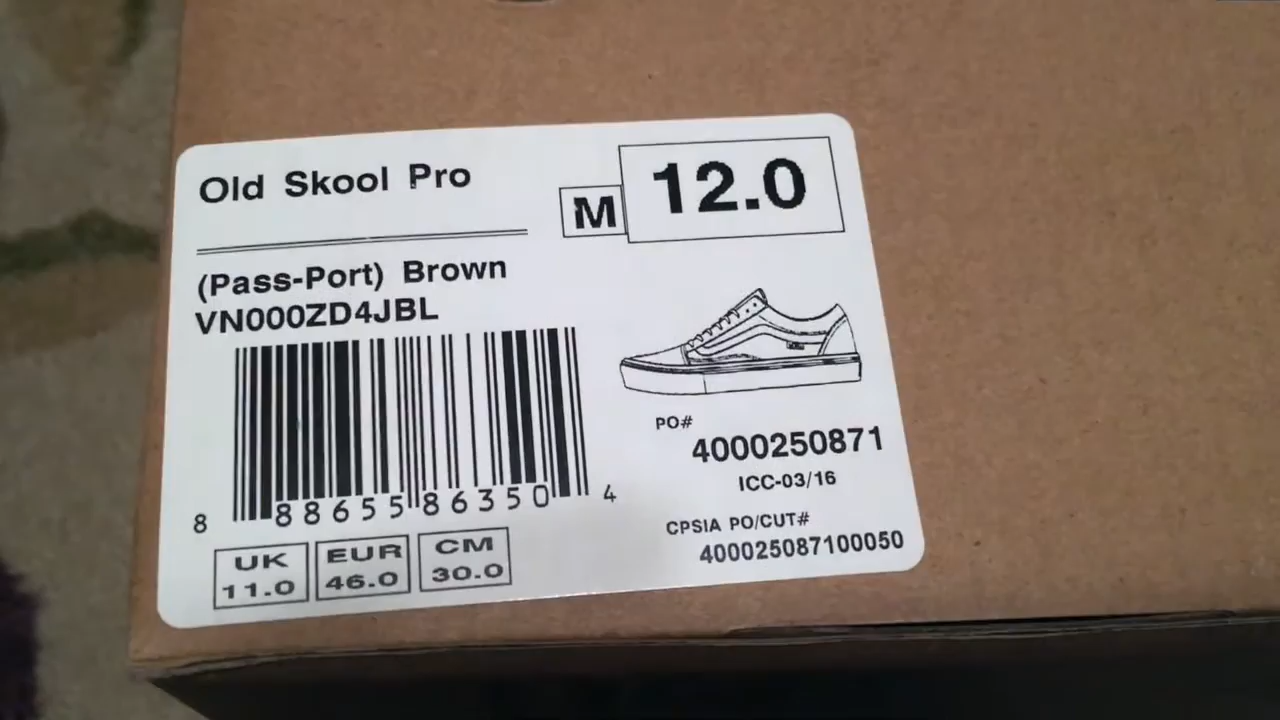 Old Skool Pro
M 12.0
(Pass-Port) Brown
VN000ZD4JBL
8 88655 86350 4
PO#
4000250871
ICC-03/16
CPSIA PO/CUT#
400025087100050
UK EUR CM
11.0 46.0 30.0